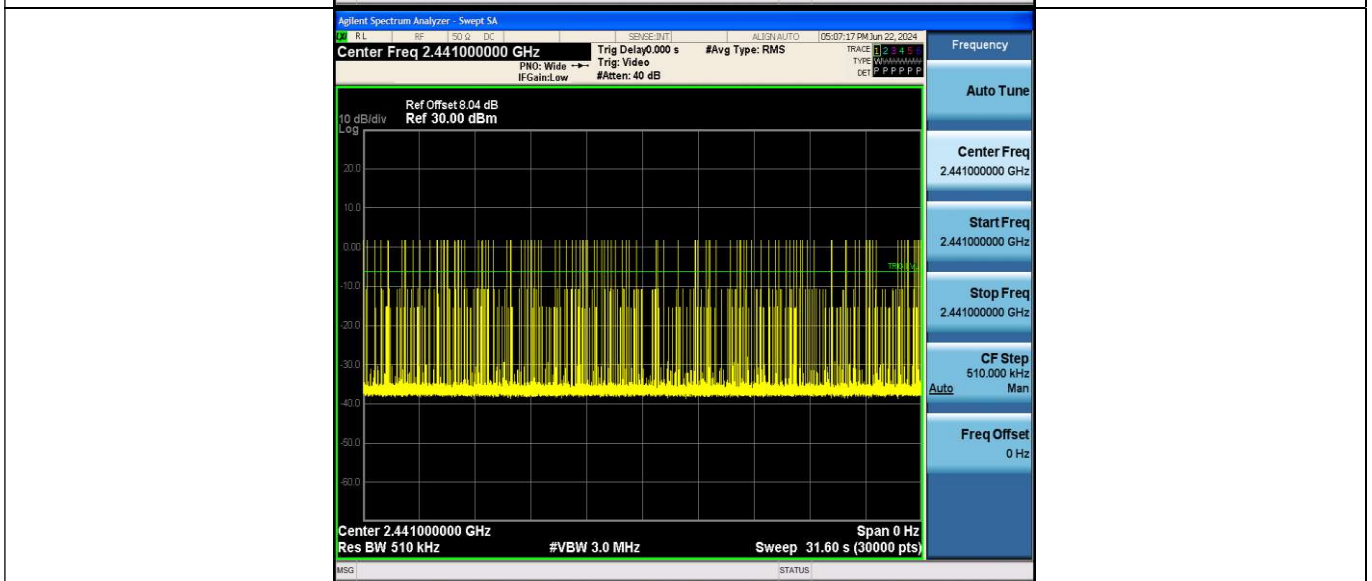 Agilent Spectrum Analyzer - Swept SA
RL RF 50 Ω DC SENSE:INT ALIGN AUTO 05:07:17 PM Jun 22, 2024
Center Freq 2.441000000 GHz
PNO: Wide
IFGain:Low
Trig Delay0.000 s
Trig: Video
#Atten: 40 dB
#Avg Type: RMS
TRACE 1 2 3 4 5 6
TYPE WWWWWW
DET P P P P P P
Ref Offset 8.04 dB
10 dB/div Ref 30.00 dBm
Log
20.0
10.0
0.00
-10.0
-20.0
-30.0
-40.0
-50.0
-60.0
Center 2.441000000 GHz Span 0 Hz
Res BW 510 kHz #VBW 3.0 MHz Sweep 31.60 s (30000 pts)
MSG STATUS
Frequency
Auto Tune
Center Freq
2.441000000 GHz
Start Freq
2.441000000 GHz
Stop Freq
2.441000000 GHz
CF Step
510.000 kHz
Auto Man
Freq Offset
0 Hz